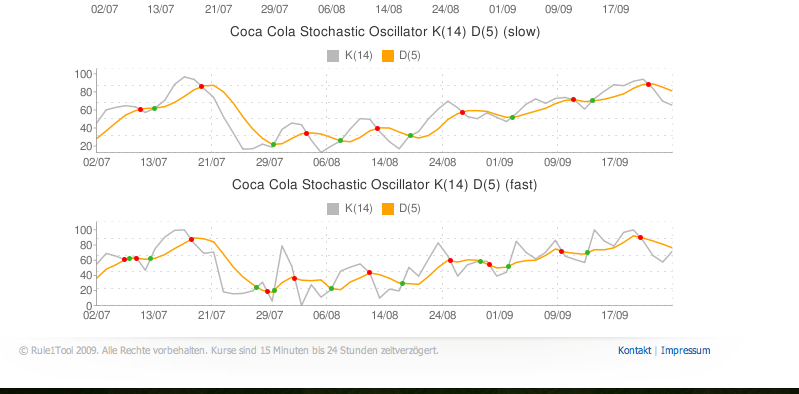 02/07 13/07 21/07 29/07 06/08 14/08 24/08 01/09 09/09 17/09
Coca Cola Stochastic Oscillator K(14) D(5) (slow)
K(14) D(5)
100
80
60
40
20
02/07 13/07 21/07 29/07 06/08 14/08 24/08 01/09 09/09 17/09
Coca Cola Stochastic Oscillator K(14) D(5) (fast)
K(14) D(5)
100
80
60
40
20
0
02/07 13/07 21/07 29/07 06/08 14/08 24/08 01/09 09/09 17/09
© Rule1Tool 2009. Alle Rechte vorbehalten. Kurse sind 15 Minuten bis 24 Stunden zeitverzögert. Kontakt | Impressum